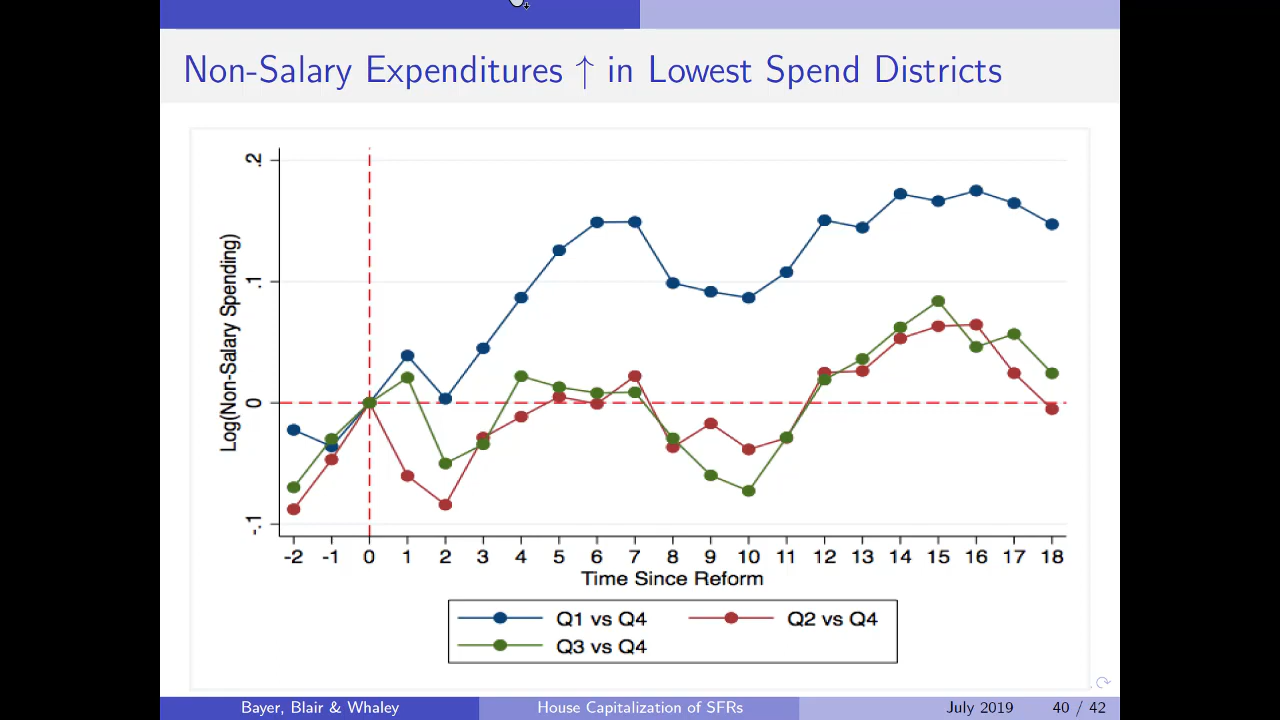 Non-Salary Expenditures ↑ in Lowest Spend Districts
Log(Non-Salary Spending)
.2
.1
0
-.1
-2 -1 0 1 2 3 4 5 6 7 8 9 10 11 12 13 14 15 16 17 18
Time Since Reform
Q1 vs Q4 Q2 vs Q4
Q3 vs Q4
Bayer, Blair & Whaley House Capitalization of SFRs July 2019 40 / 42